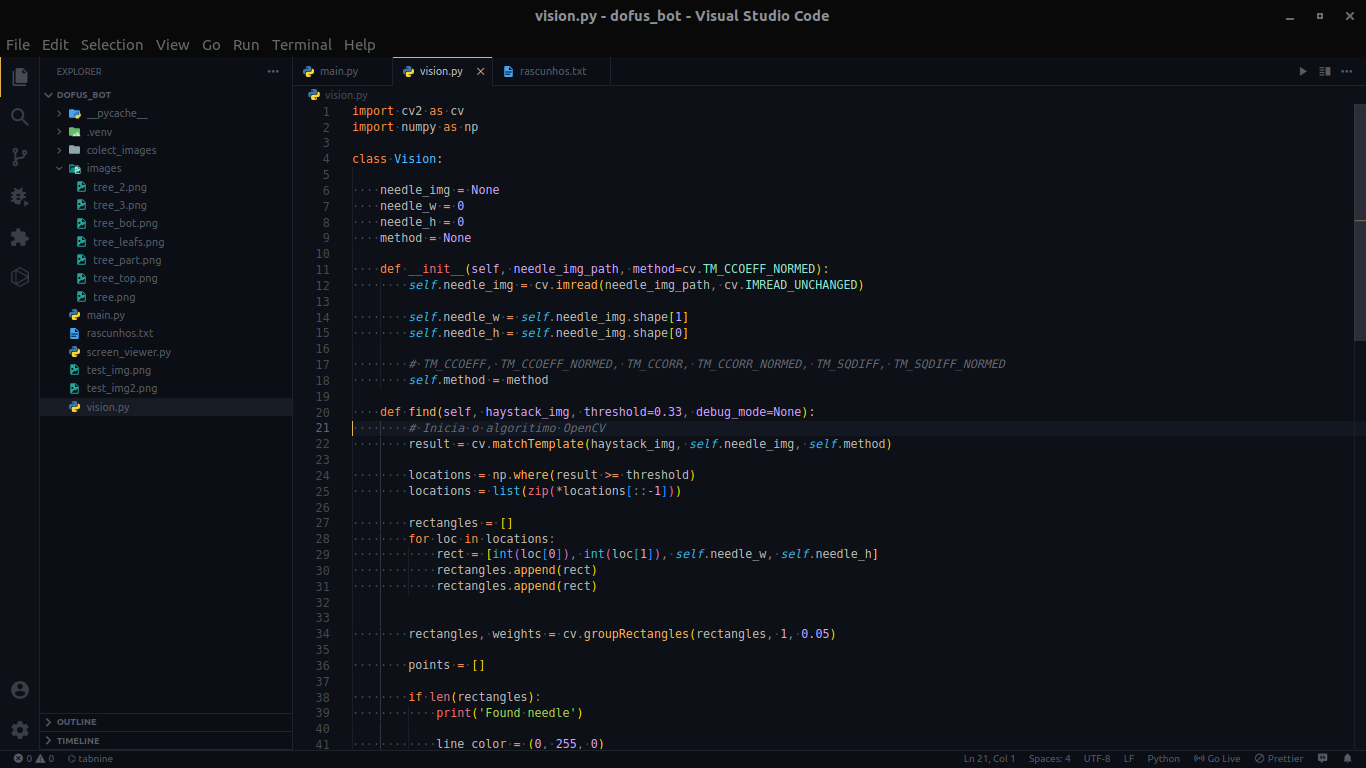 vision.py - dofus_bot - Visual Studio Code
File Edit Selection View Go Run Terminal Help
EXPLORER
DOFUS_BOT
__pycache__
.venv
colect_images
images
tree_2.png
tree_3.png
tree_bot.png
tree_leafs.png
tree_part.png
tree_top.png
tree.png
main.py
rascunhos.txt
screen_viewer.py
test_img.png
test_img2.png
vision.py
OUTLINE
TIMELINE
main.py vision.py rascunhos.txt
vision.py
1 import cv2 as cv
2 import numpy as np
3
4 class Vision:
5
6 needle_img = None
7 needle_w = 0
8 needle_h = 0
9 method = None
10
11 def __init__(self, needle_img_path, method=cv.TM_CCOEFF_NORMED):
12 self.needle_img = cv.imread(needle_img_path, cv.IMREAD_UNCHANGED)
13
14 self.needle_w = self.needle_img.shape[1]
15 self.needle_h = self.needle_img.shape[0]
16
17 # TM_CCOEFF, TM_CCOEFF_NORMED, TM_CCORR, TM_CCORR_NORMED, TM_SQDIFF, TM_SQDIFF_NORMED
18 self.method = method
19
20 def find(self, haystack_img, threshold=0.33, debug_mode=None):
21 # Inicia o algoritimo OpenCV
22 result = cv.matchTemplate(haystack_img, self.needle_img, self.method)
23
24 locations = np.where(result >= threshold)
25 locations = list(zip(*locations[::-1]))
26
27 rectangles = []
28 for loc in locations:
29 rect = [int(loc[0]), int(loc[1]), self.needle_w, self.needle_h]
30 rectangles.append(rect)
31 rectangles.append(rect)
32
33
34 rectangles, weights = cv.groupRectangles(rectangles, 1, 0.05)
35
36 points = []
37
38 if len(rectangles):
39 print('Found needle')
40
41 line_color = (0, 255, 0)
0 0 tabnine Ln 21, Col 1 Spaces: 4 UTF-8 LF Python Go Live Prettier